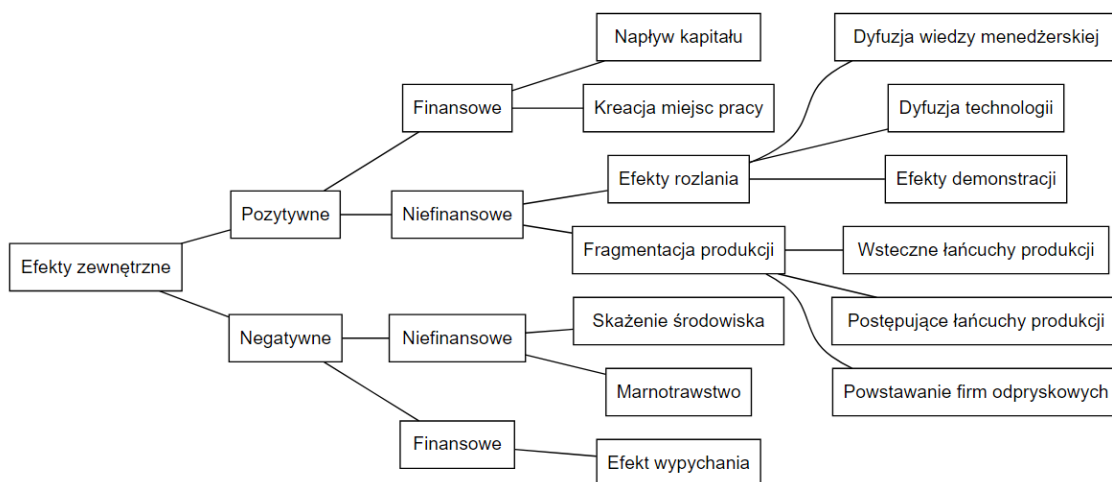 Napływ kapitału
Dyfuzja wiedzy menedżerskiej
Finansowe
Kreacja miejsc pracy
Dyfuzja technologii
Efekty rozlania
Efekty demonstracji
Pozytywne
Niefinansowe
Fragmentacja produkcji
Wsteczne łańcuchy produkcji
Efekty zewnętrzne
Skażenie środowiska
Postępujące łańcuchy produkcji
Negatywne
Niefinansowe
Marnotrawstwo
Powstawanie firm odpryskowych
Finansowe
Efekt wypychania